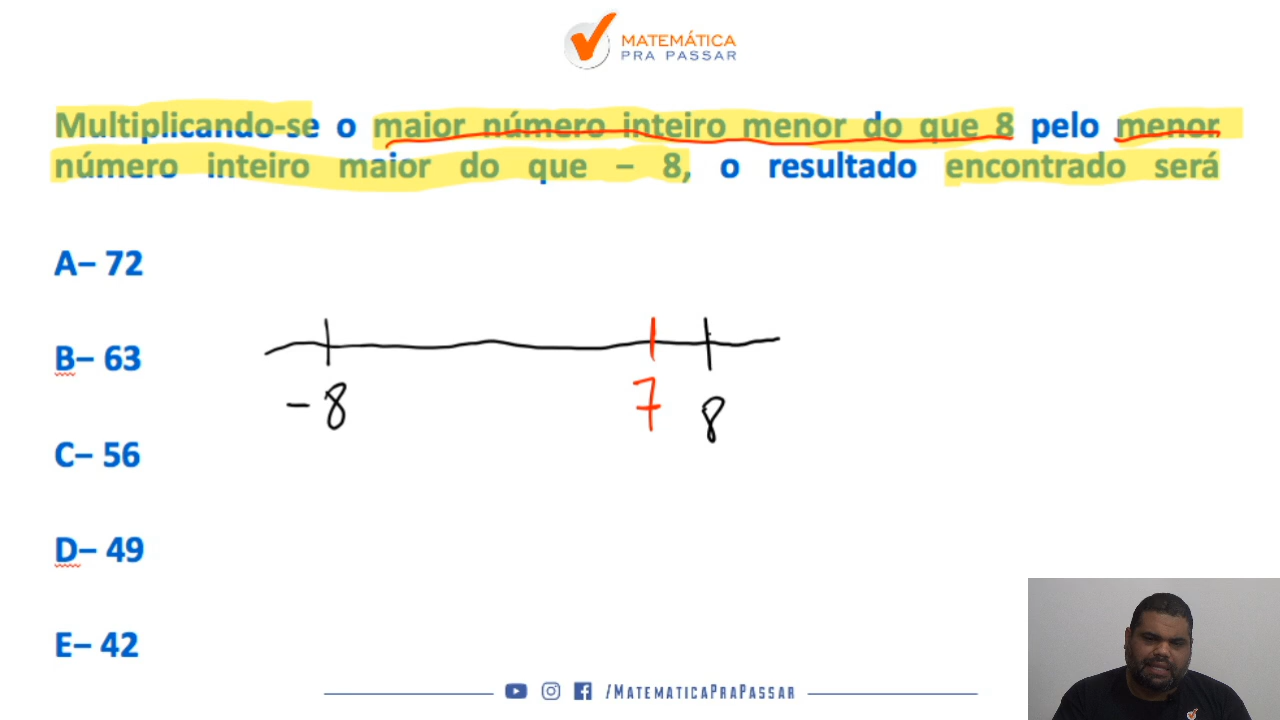 MATEMÁTICA
PRA PASSAR
Multiplicando-se o maior número inteiro menor do que 8 pelo menor
número inteiro maior do que – 8, o resultado encontrado será
A– 72
B– 63
C– 56
D– 49
E– 42
– 8 7 8
/MATEMATICAPRAPASSAR